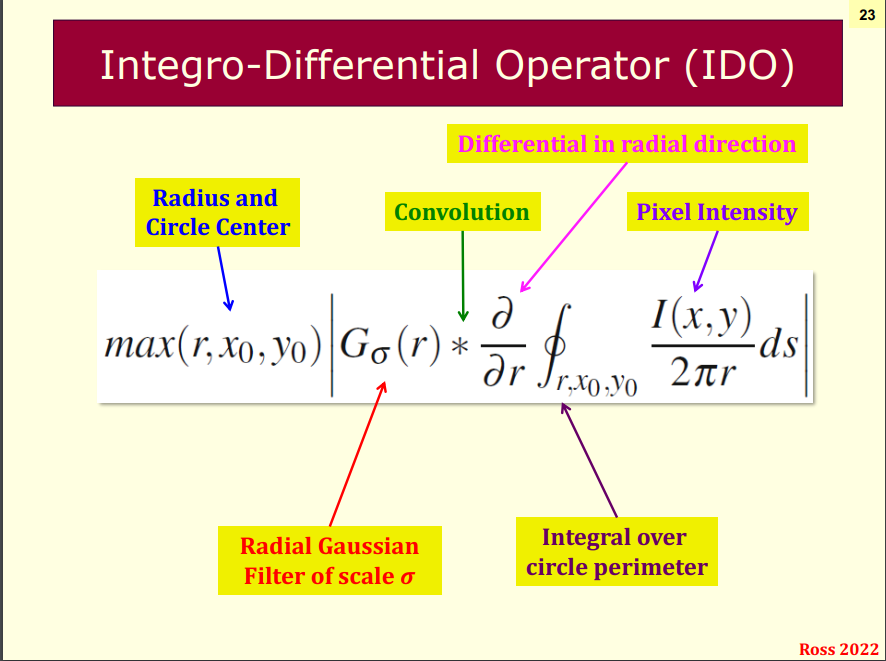 23
Integro-Differential Operator (IDO)
Differential in radial direction
Radius and
Circle Center
Convolution
Pixel Intensity
max(r, x₀, y₀) | G_σ(r) * ∂/∂r ∮_{r,x₀,y₀} I(x,y)/2πr ds |
Radial Gaussian
Filter of scale σ
Integral over
circle perimeter
Ross 2022